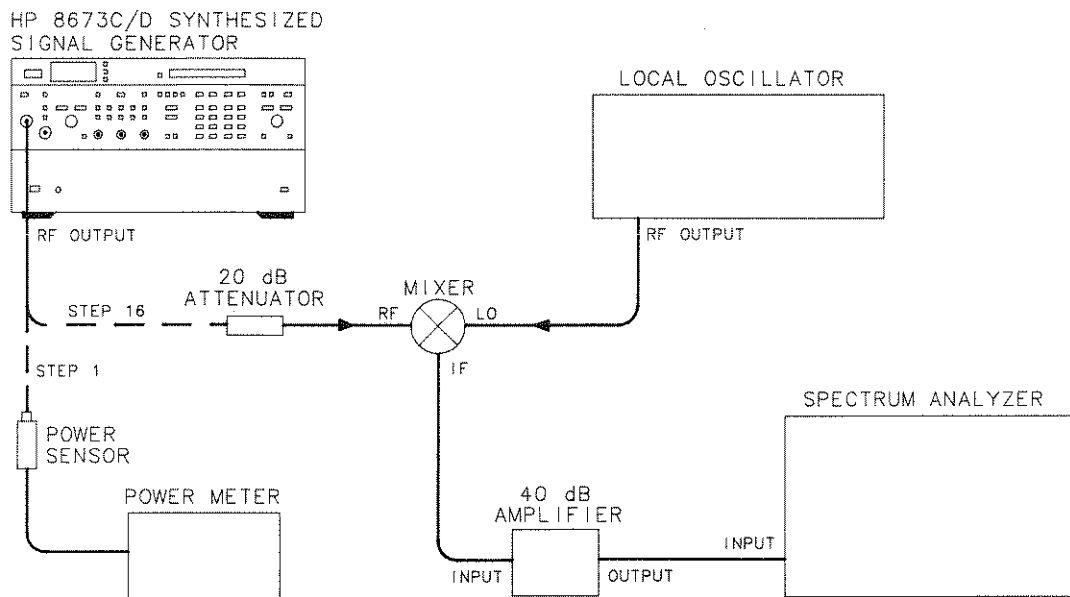 HP 8673C/D SYNTHESIZED
SIGNAL GENERATOR
LOCAL OSCILLATOR
RF OUTPUT
RF OUTPUT
20 dB
ATTENUATOR
MIXER
STEP 16
RF
LO
IF
STEP 1
SPECTRUM ANALYZER
POWER
SENSOR
POWER METER
40 dB
AMPLIFIER
INPUT
INPUT
OUTPUT